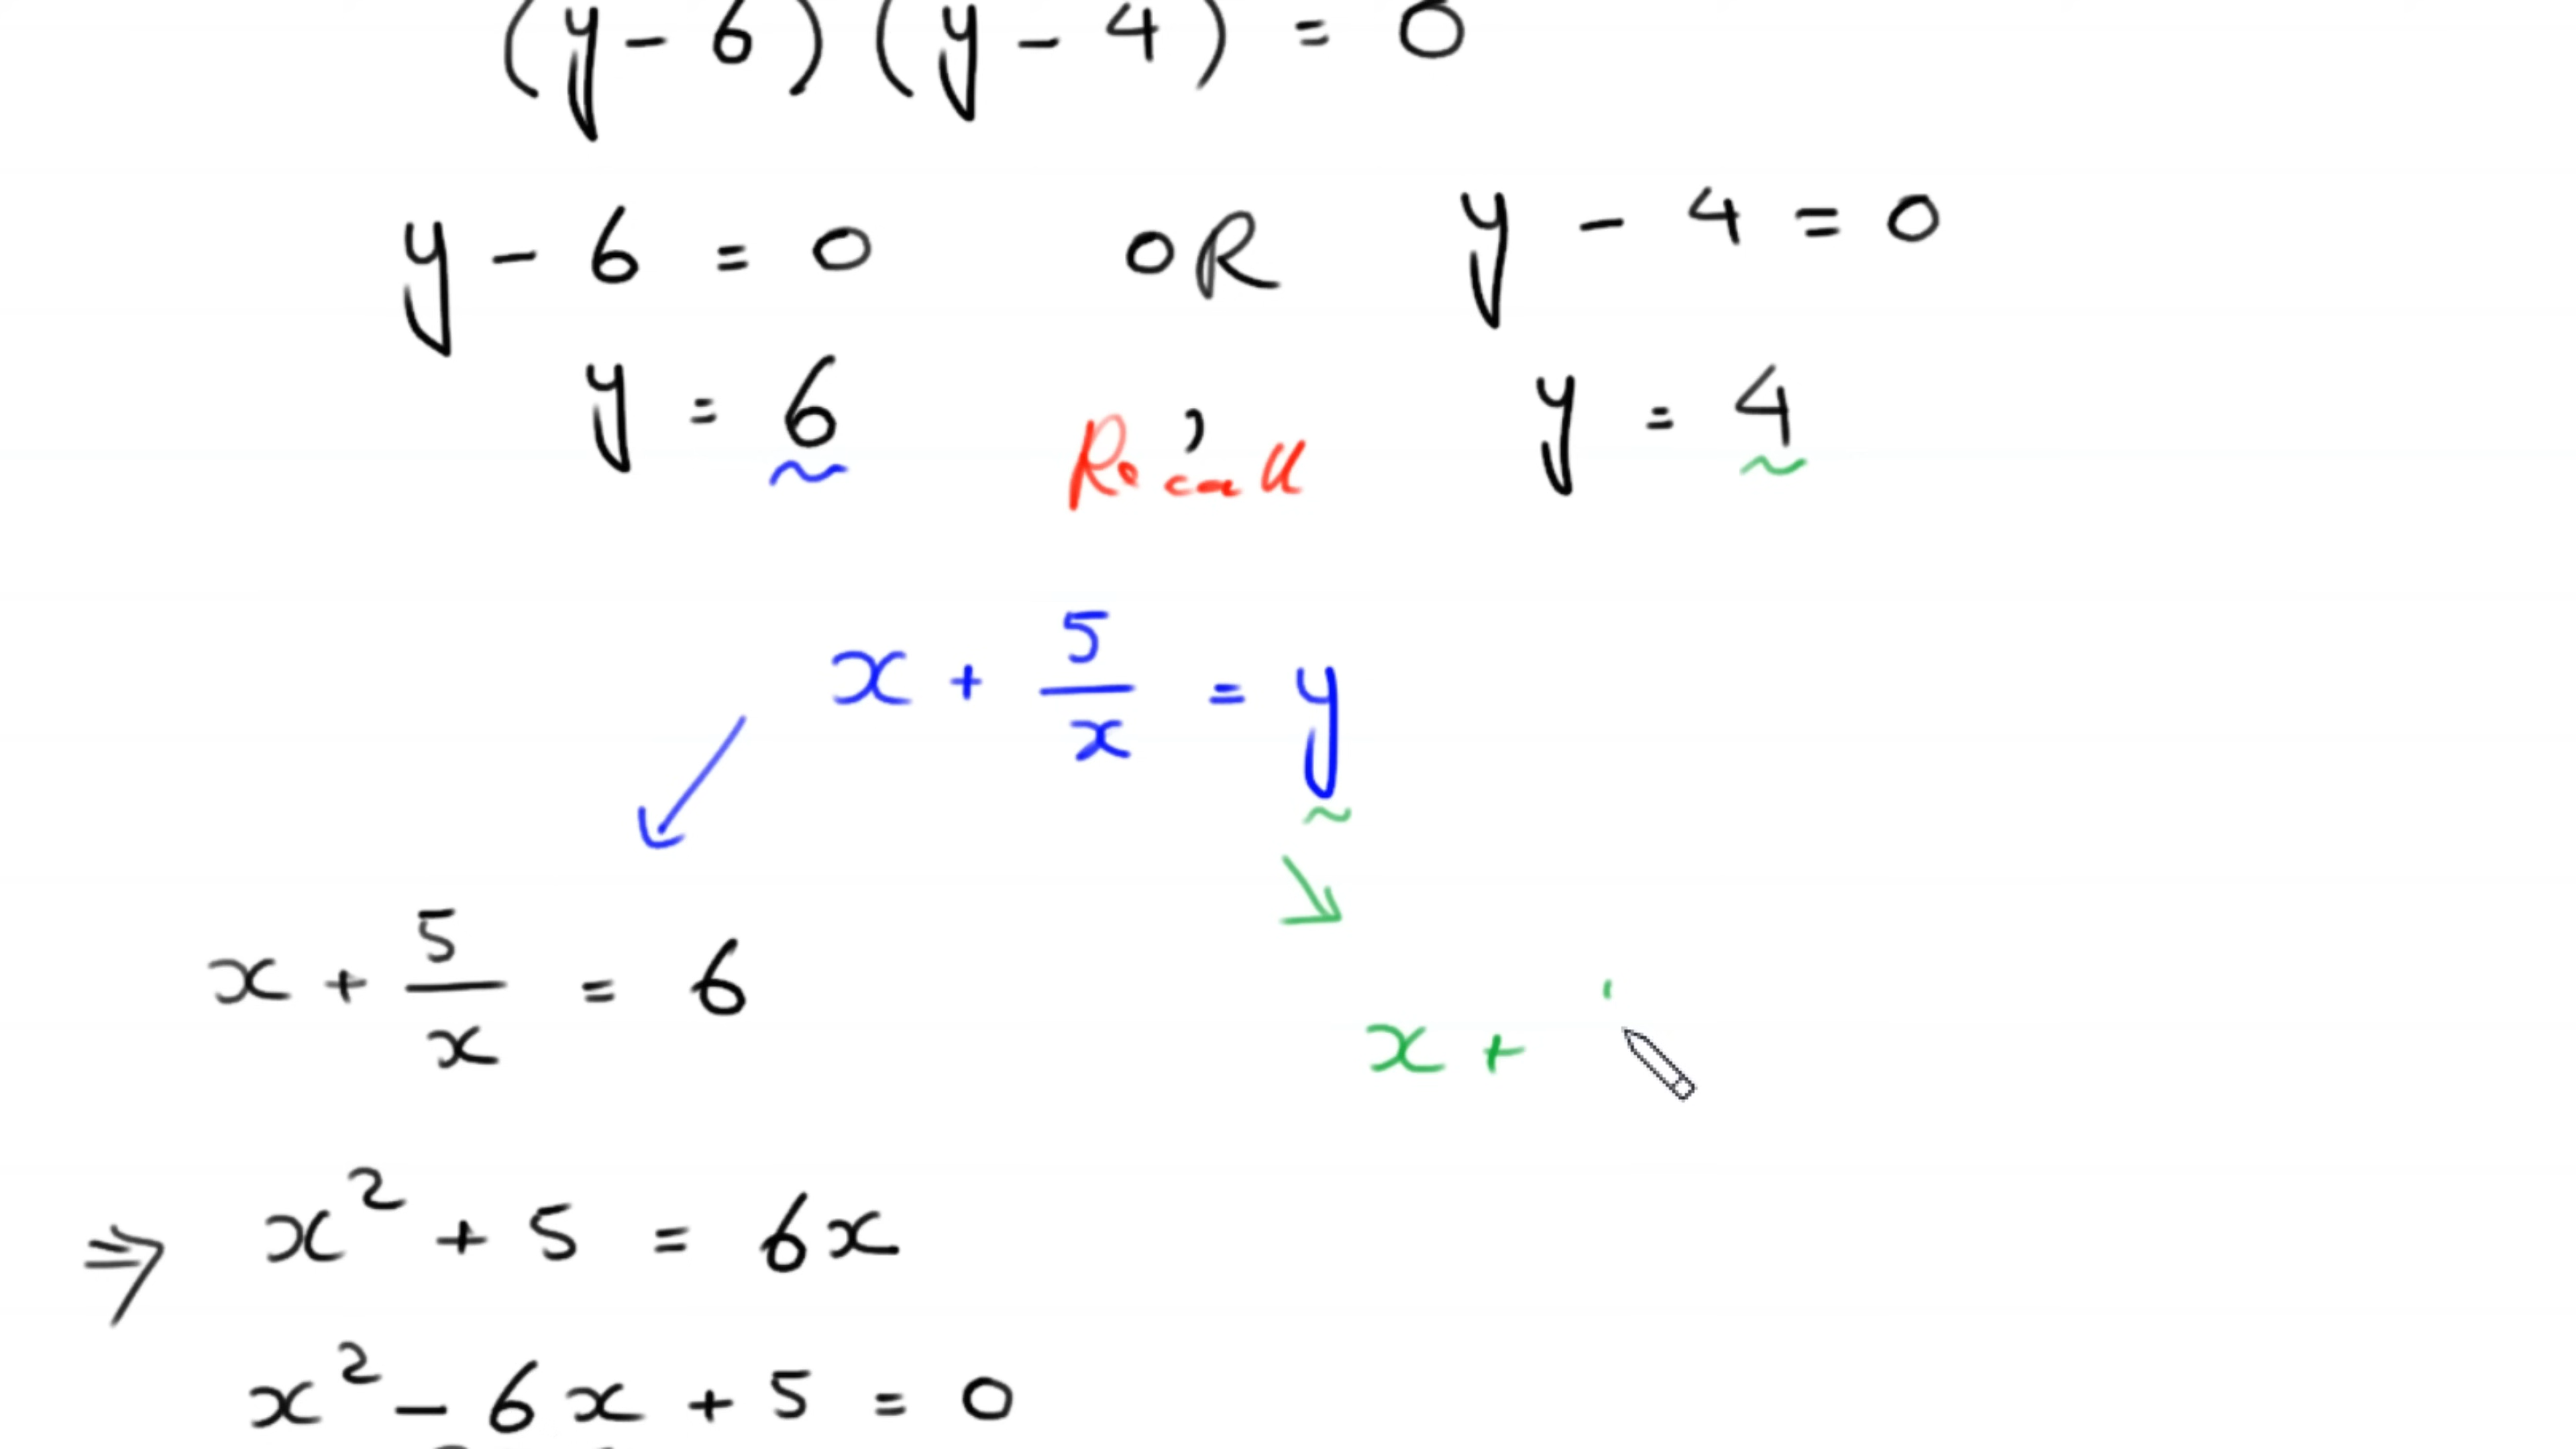 (y - 6)(y - 4) = 0
y - 6 = 0 OR y - 4 = 0
y = 6 , y = 4
Recall
x + 5/x = y
x + 5/x = 6
x +
⇒ x² + 5 = 6x
x² - 6x + 5 = 0